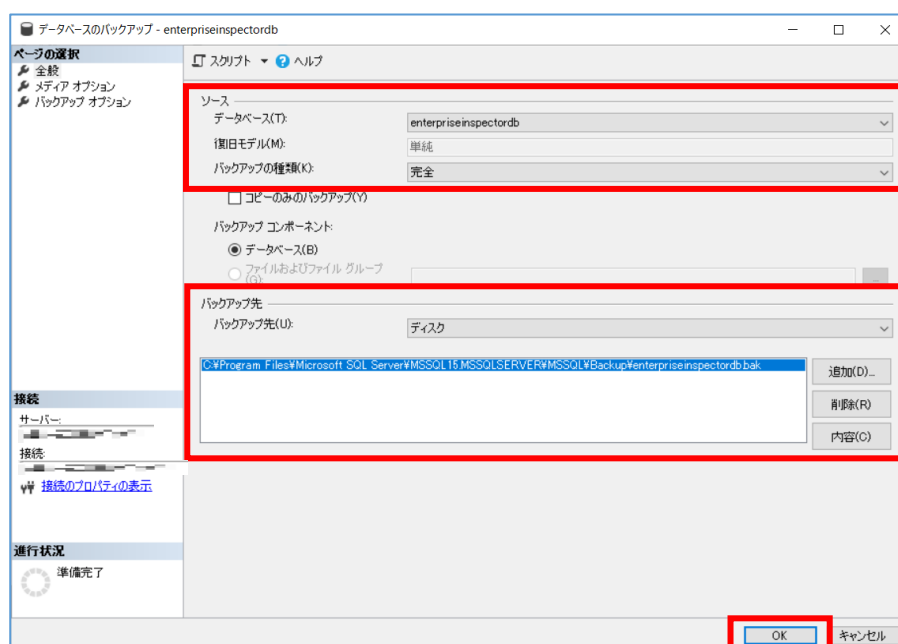 データベースのバックアップ - enterpriseinspectordb
ページの選択
全般
メディア オプション
バックアップ オプション
スクリプト
ヘルプ
ソース
データベース(T):
enterpriseinspectordb
復旧モデル(M):
単純
バックアップの種類(K):
完全
コピーのみのバックアップ(Y)
バックアップ コンポーネント:
データベース(B)
ファイルおよびファイル グループ
(G):
...
バックアップ先
バックアップ先(U):
ディスク
C:¥Program Files¥Microsoft SQL Server¥MSSQL15.MSSQLSERVER¥MSSQL¥Backup¥enterpriseinspectordb.bak
追加(D)...
削除(R)
内容(C)
接続
サーバー:
接続:
接続のプロパティの表示
進行状況
準備完了
OK
キャンセル